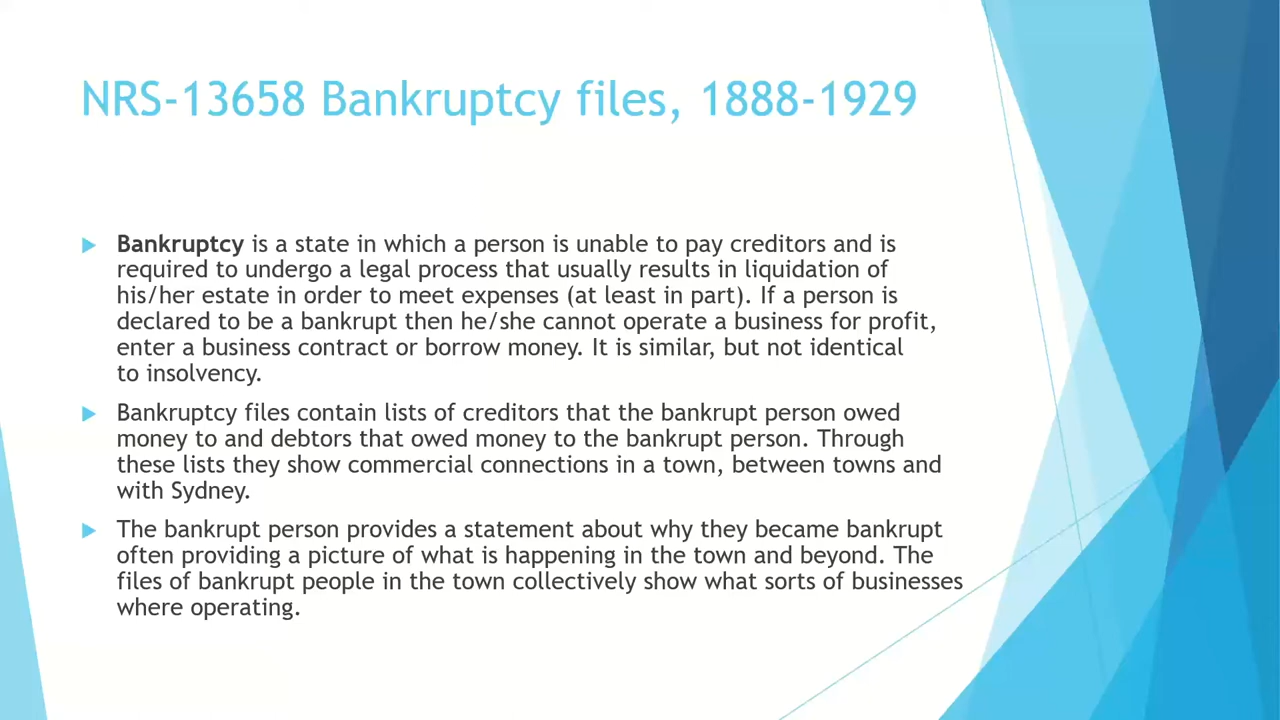 NRS-13658 Bankruptcy files, 1888-1929
Bankruptcy is a state in which a person is unable to pay creditors and is
required to undergo a legal process that usually results in liquidation of
his/her estate in order to meet expenses (at least in part). If a person is
declared to be a bankrupt then he/she cannot operate a business for profit,
enter a business contract or borrow money. It is similar, but not identical
to insolvency.
Bankruptcy files contain lists of creditors that the bankrupt person owed
money to and debtors that owed money to the bankrupt person. Through
these lists they show commercial connections in a town, between towns and
with Sydney.
The bankrupt person provides a statement about why they became bankrupt
often providing a picture of what is happening in the town and beyond. The
files of bankrupt people in the town collectively show what sorts of businesses
where operating.